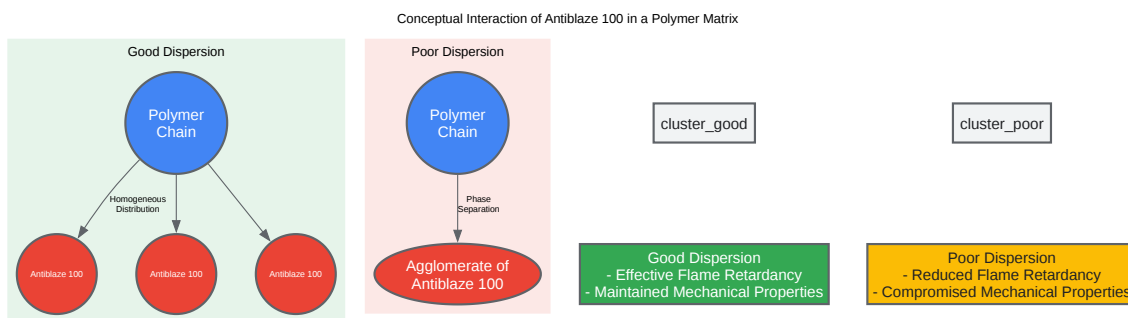 Conceptual Interaction of Antiblaze 100 in a Polymer Matrix
Good Dispersion
Polymer
Chain
Homogeneous
Distribution
Antiblaze 100
Antiblaze 100
Antiblaze 100
Poor Dispersion
Polymer
Chain
Phase
Separation
Agglomerate of
Antiblaze 100
cluster_good
cluster_poor
Good Dispersion
- Effective Flame Retardancy
- Maintained Mechanical Properties
Poor Dispersion
- Reduced Flame Retardancy
- Compromised Mechanical Properties